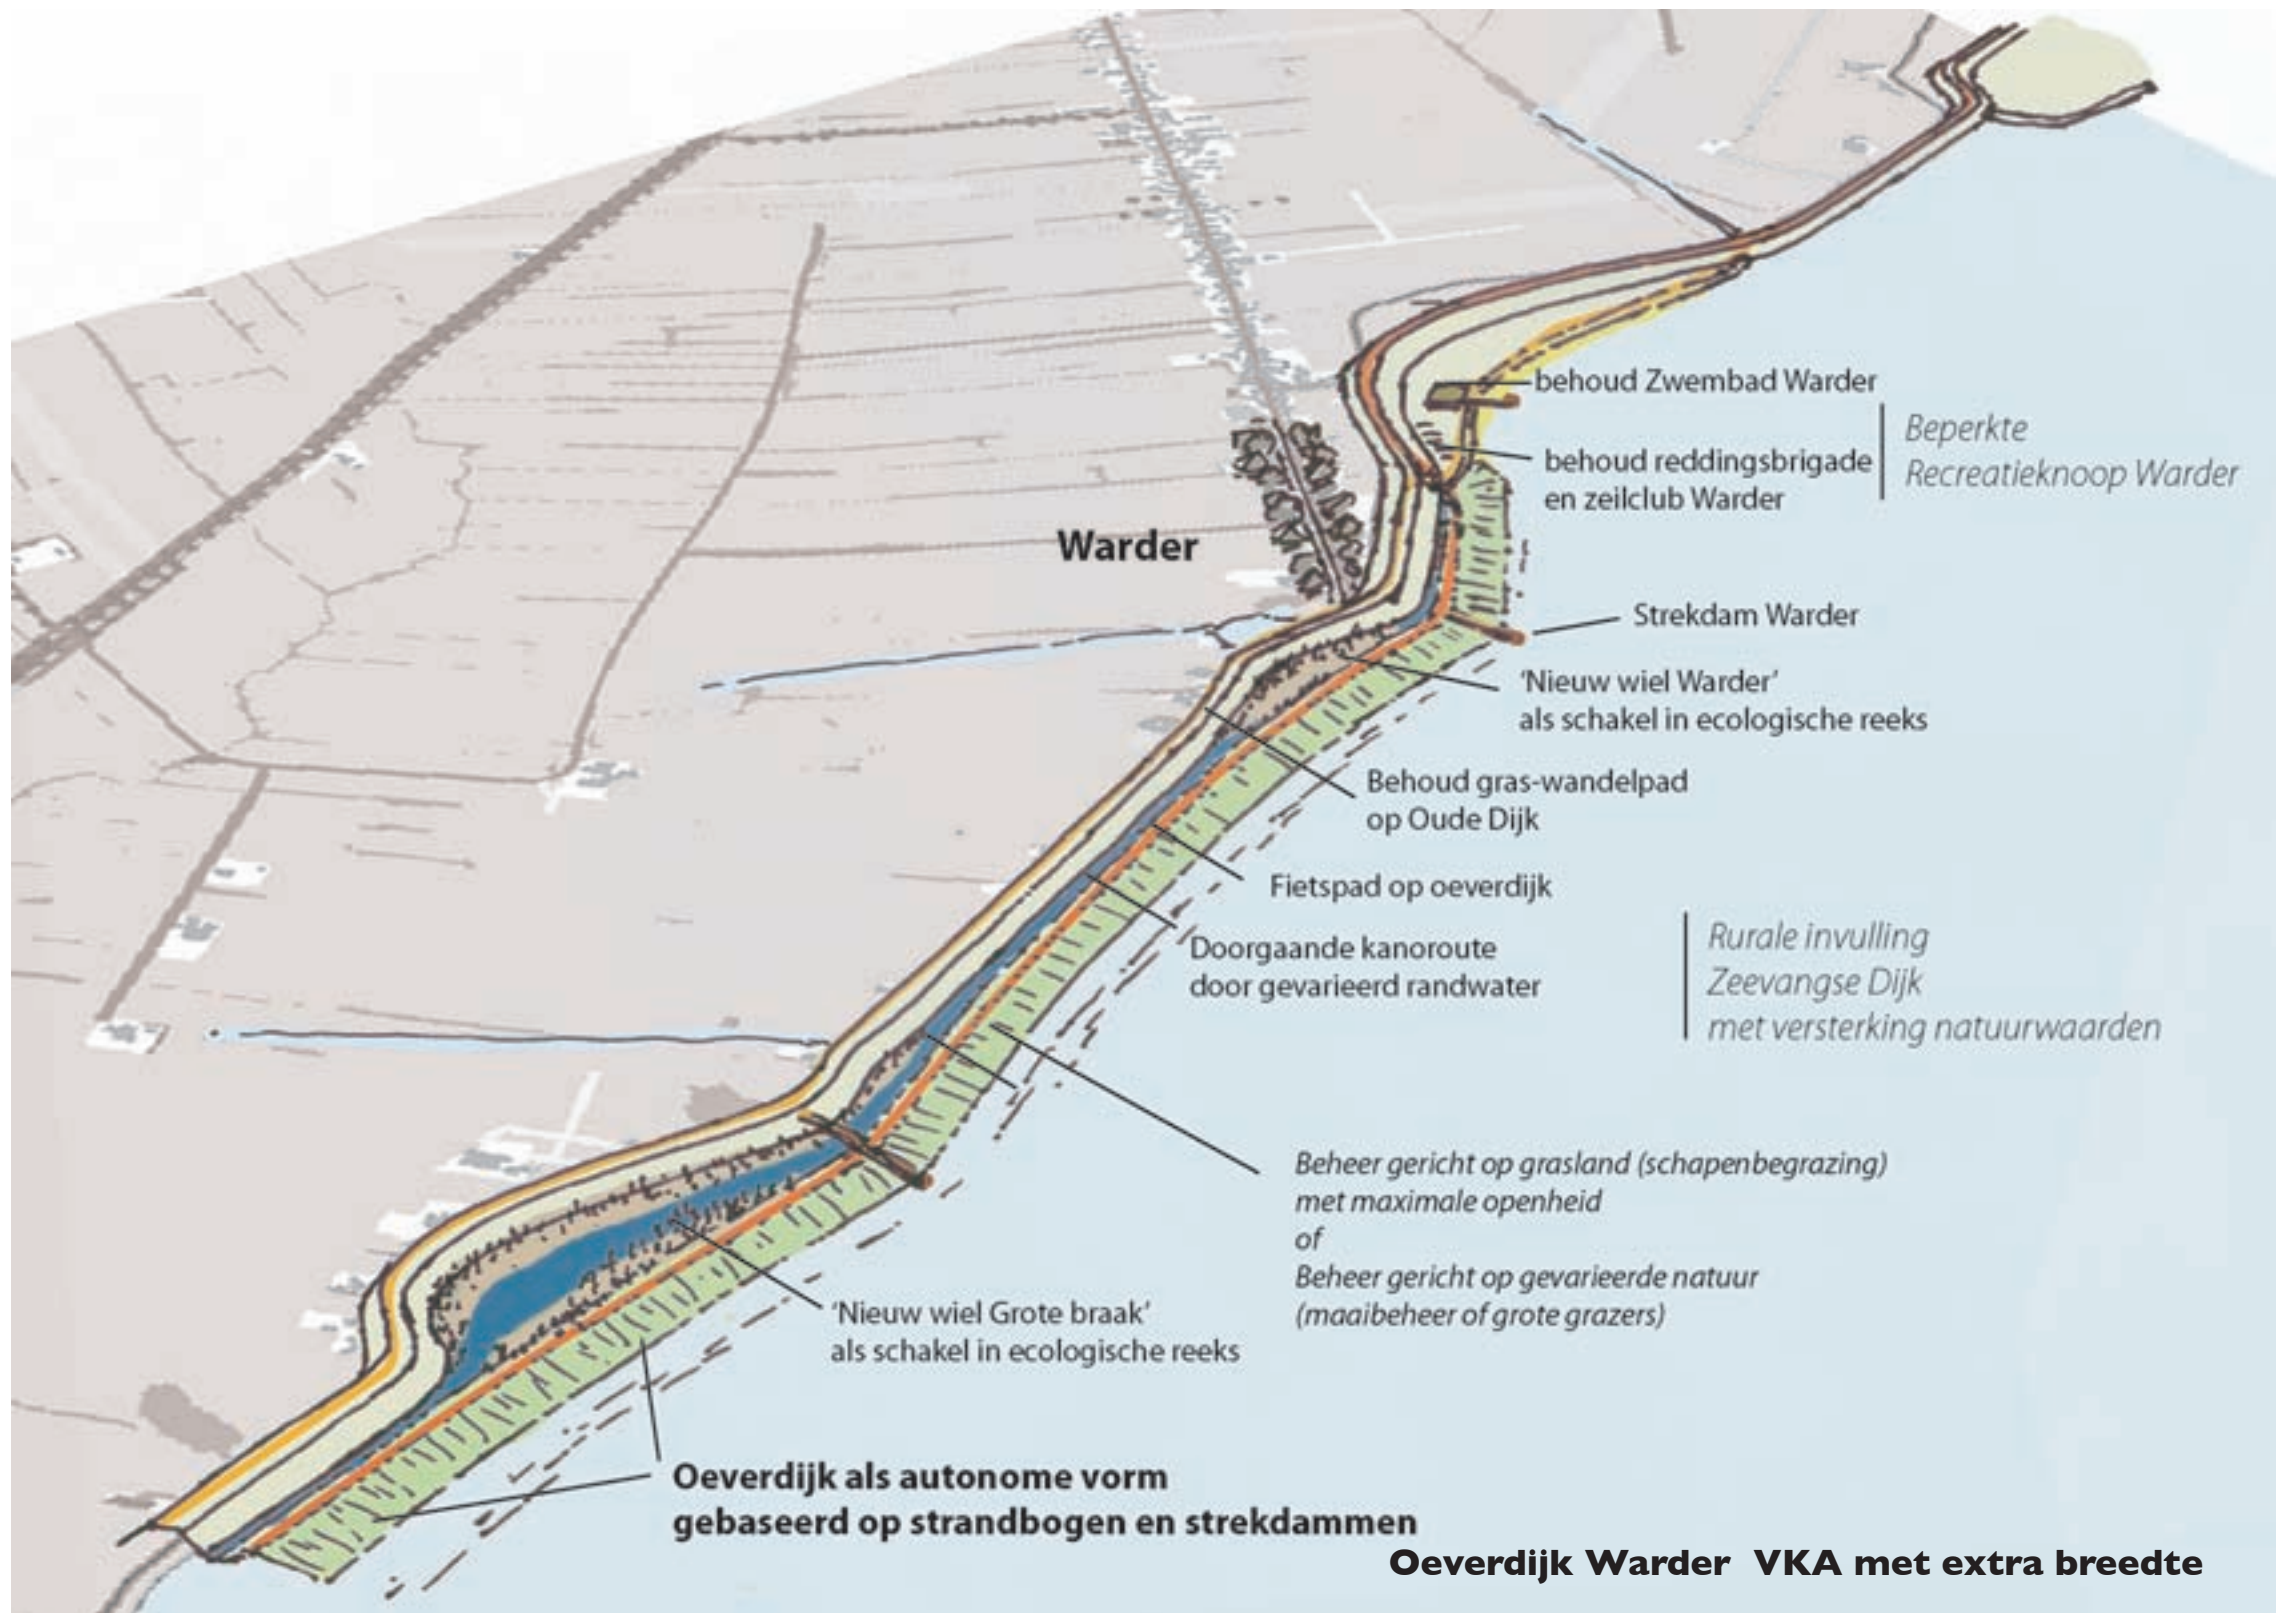 behoud Zwembad Warder
Beperkte
Recreatieknoop Warder
behoud reddingsbrigade
en zeilclub Warder
Warder
Strekdam Warder
'Nieuw wiel Warder'
als schakel in ecologische reeks
Behoud gras-wandelpad
op Oude Dijk
Fietspad op oeverdijk
Doorgaande kanoroute
door gevarieerd randwater
Rurale invulling
Zeevangse Dijk
met versterking natuurwaarden
Beheer gericht op grasland (schapenbegrazing)
met maximale openheid
of
Beheer gericht op gevarieerde natuur
(maaibeheer of grote grazers)
'Nieuw wiel Grote braak'
als schakel in ecologische reeks
Oeverdijk als autonome vorm
gebaseerd op strandbogen en strekdammen
Oeverdijk Warder VKA met extra breedte